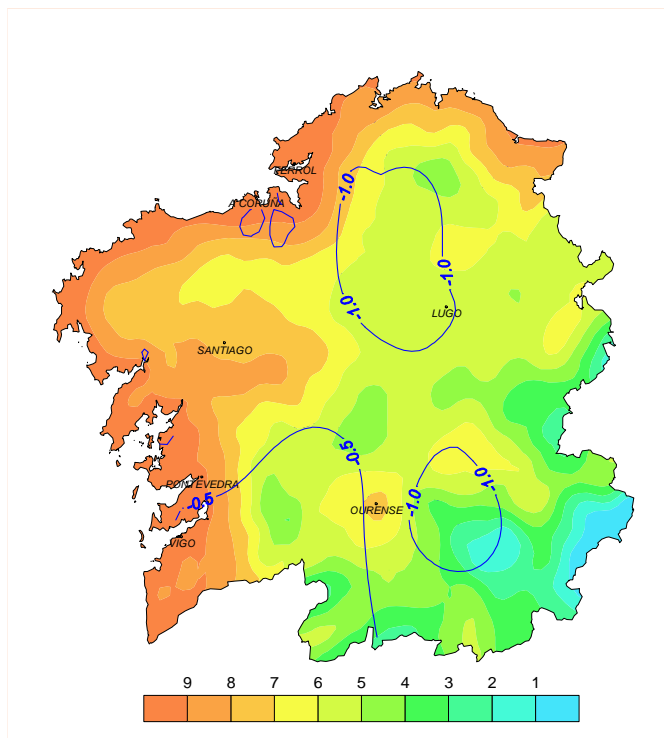 FERROL
-1.0
A CORUNA
-1.0
-1.0
LUGO
SANTIAGO
-0.5
-1.0
PONTEVEDRA
-0.5
-1.0
OURENSE
VIGO
9 8 7 6 5 4 3 2 1